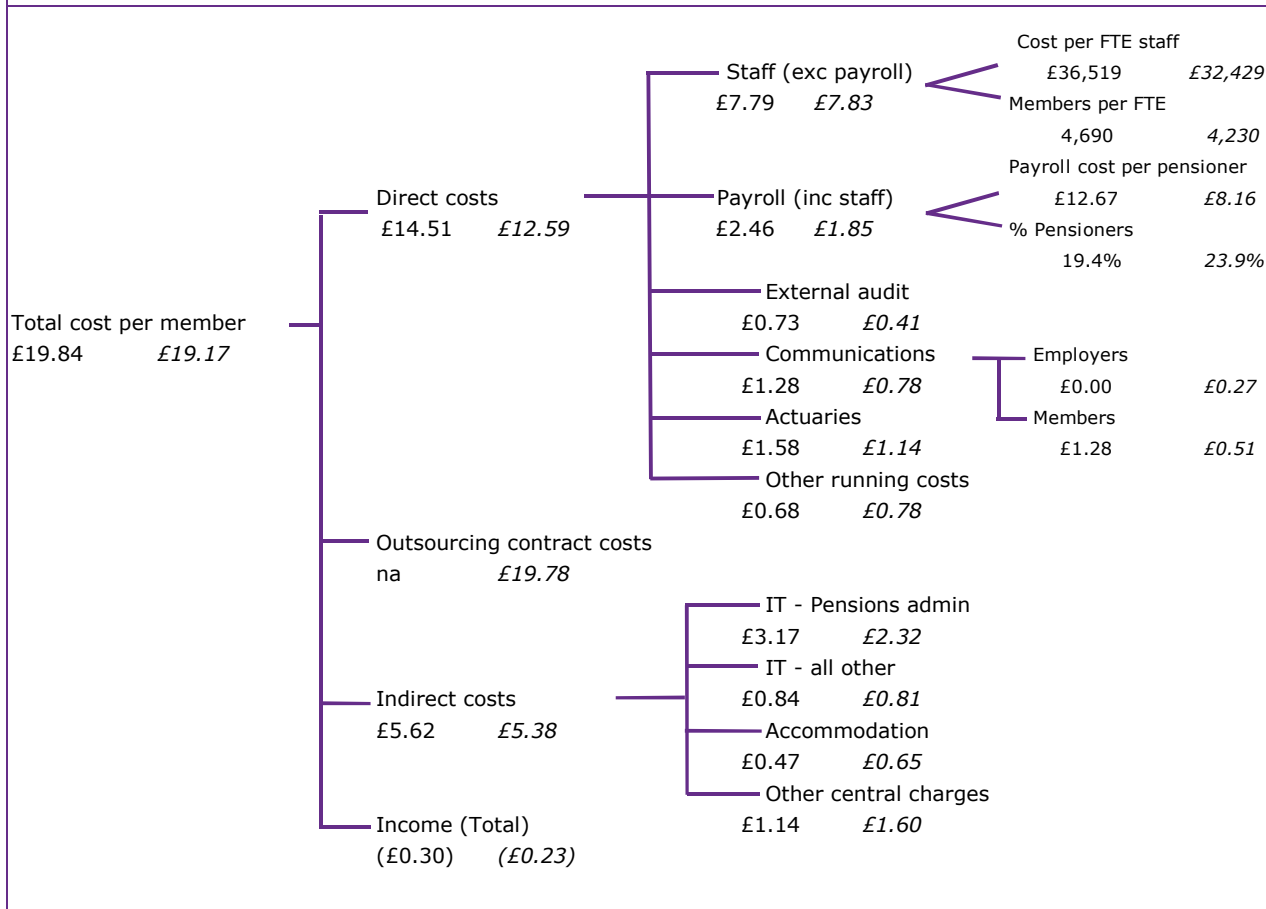 Cost per FTE staff
Staff (exc payroll)
£36,519 £32,429
£7.79 £7.83
Members per FTE
4,690 4,230
Payroll cost per pensioner
Direct costs
Payroll (inc staff)
£12.67 £8.16
£14.51 £12.59
£2.46 £1.85
% Pensioners
19.4% 23.9%
External audit
Total cost per member
£0.73 £0.41
£19.84 £19.17
Communications
Employers
£1.28 £0.78
£0.00 £0.27
Actuaries
Members
£1.58 £1.14
£1.28 £0.51
Other running costs
£0.68 £0.78
Outsourcing contract costs
na £19.78
IT - Pensions admin
£3.17 £2.32
IT - all other
Indirect costs
£0.84 £0.81
£5.62 £5.38
Accommodation
£0.47 £0.65
Other central charges
Income (Total)
£1.14 £1.60
(£0.30) (£0.23)